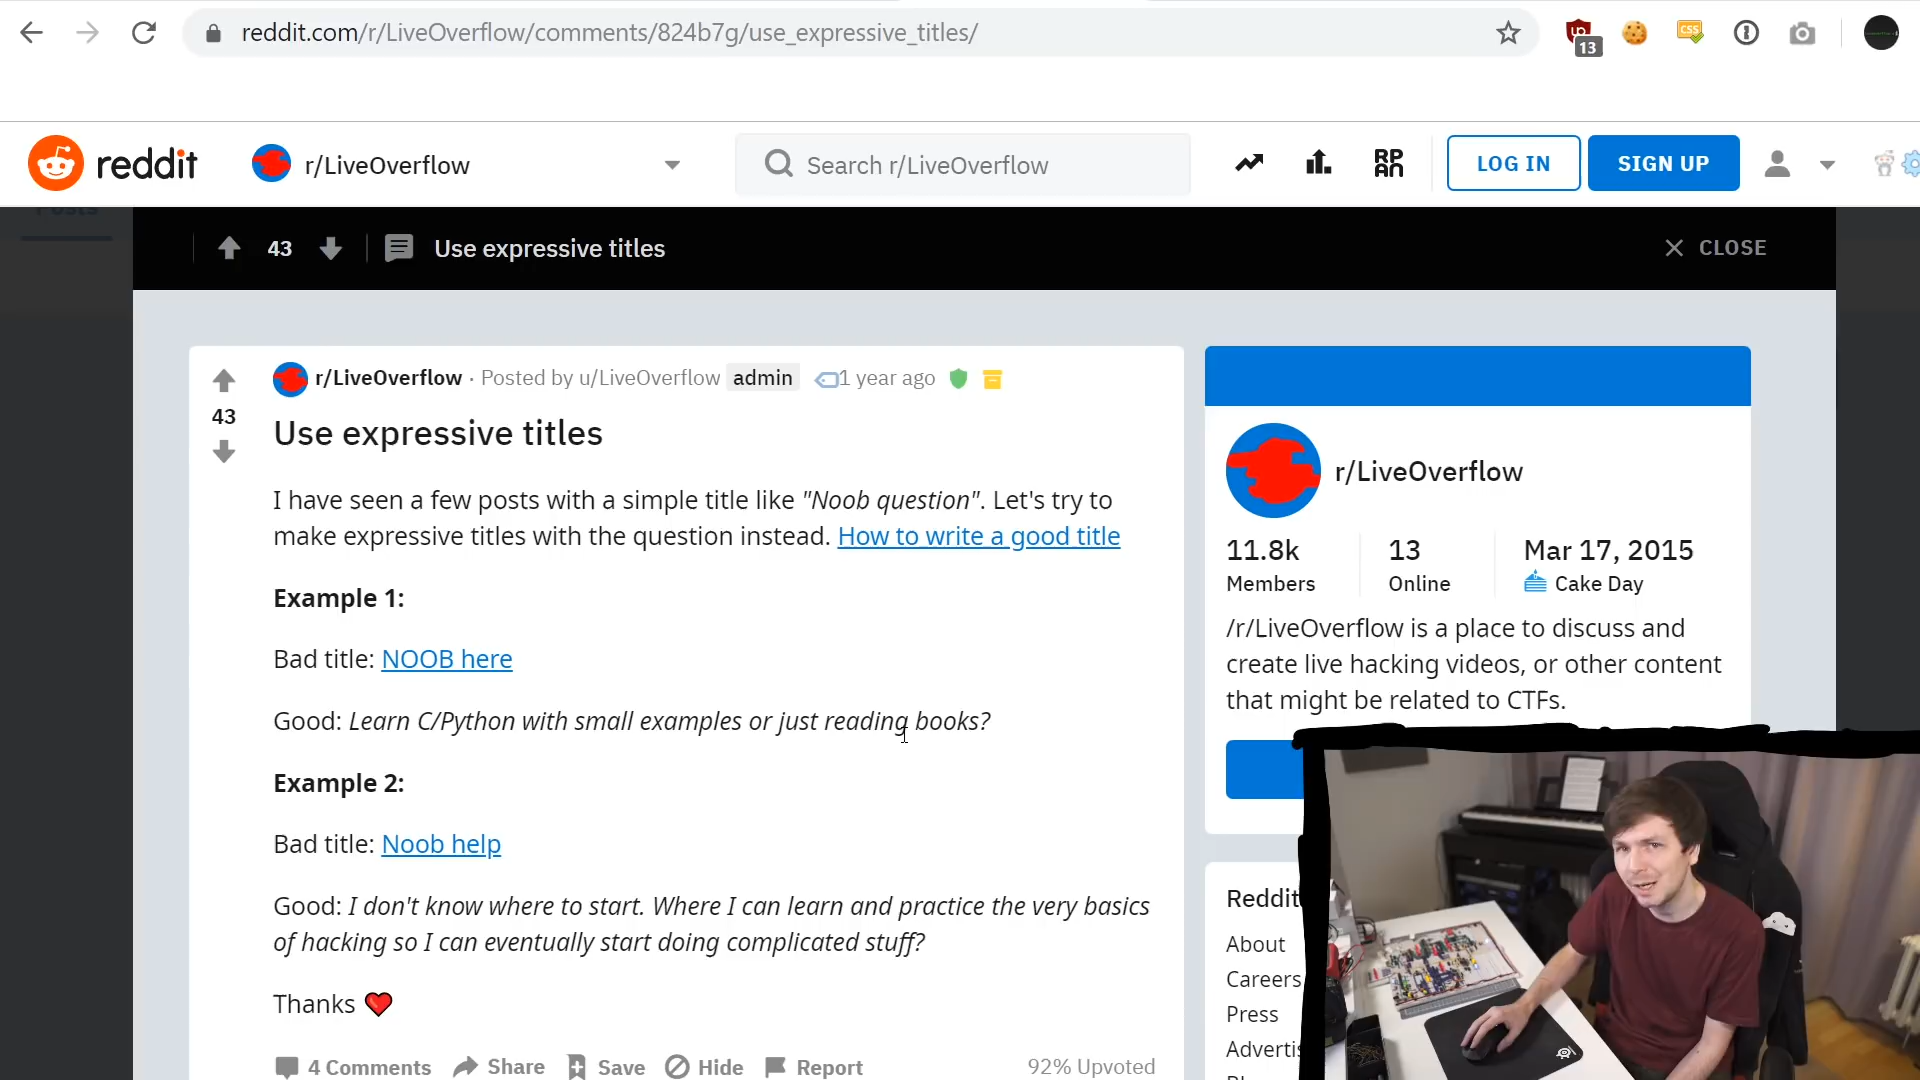 reddit.com/r/LiveOverflow/comments/824b7g/use_expressive_titles/
13
reddit
r/LiveOverflow
Search r/LiveOverflow
RPAN
LOG IN
SIGN UP
Posts
43
Use expressive titles
CLOSE
r/LiveOverflow · Posted by u/LiveOverflow admin 1 year ago
43
Use expressive titles
I have seen a few posts with a simple title like "Noob question". Let's try to
make expressive titles with the question instead. How to write a good title
Example 1:
Bad title: NOOB here
Good: Learn C/Python with small examples or just reading books?
Example 2:
Bad title: Noob help
Good: I don't know where to start. Where I can learn and practice the very basics
of hacking so I can eventually start doing complicated stuff?
Thanks ❤
4 Comments Share Save Hide Report 92% Upvoted
r/LiveOverflow
11.8k 13 Mar 17, 2015
Members Online Cake Day
/r/LiveOverflow is a place to discuss and
create live hacking videos, or other content
that might be related to CTFs.
Reddit
About
Careers
Press